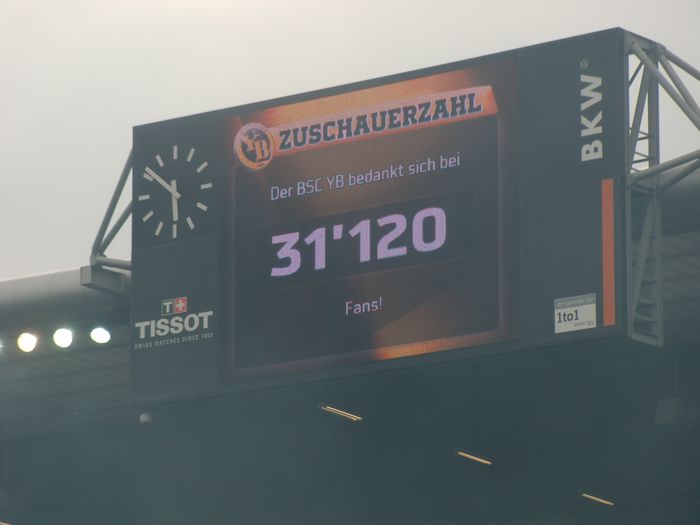 ZUSCHAUERZAHL
YB
Der BSC YB bedankt sich bei
31'120
Fans!
T+
TISSOT
SWISS WATCHES SINCE 1853
BKW®
1to1
energy